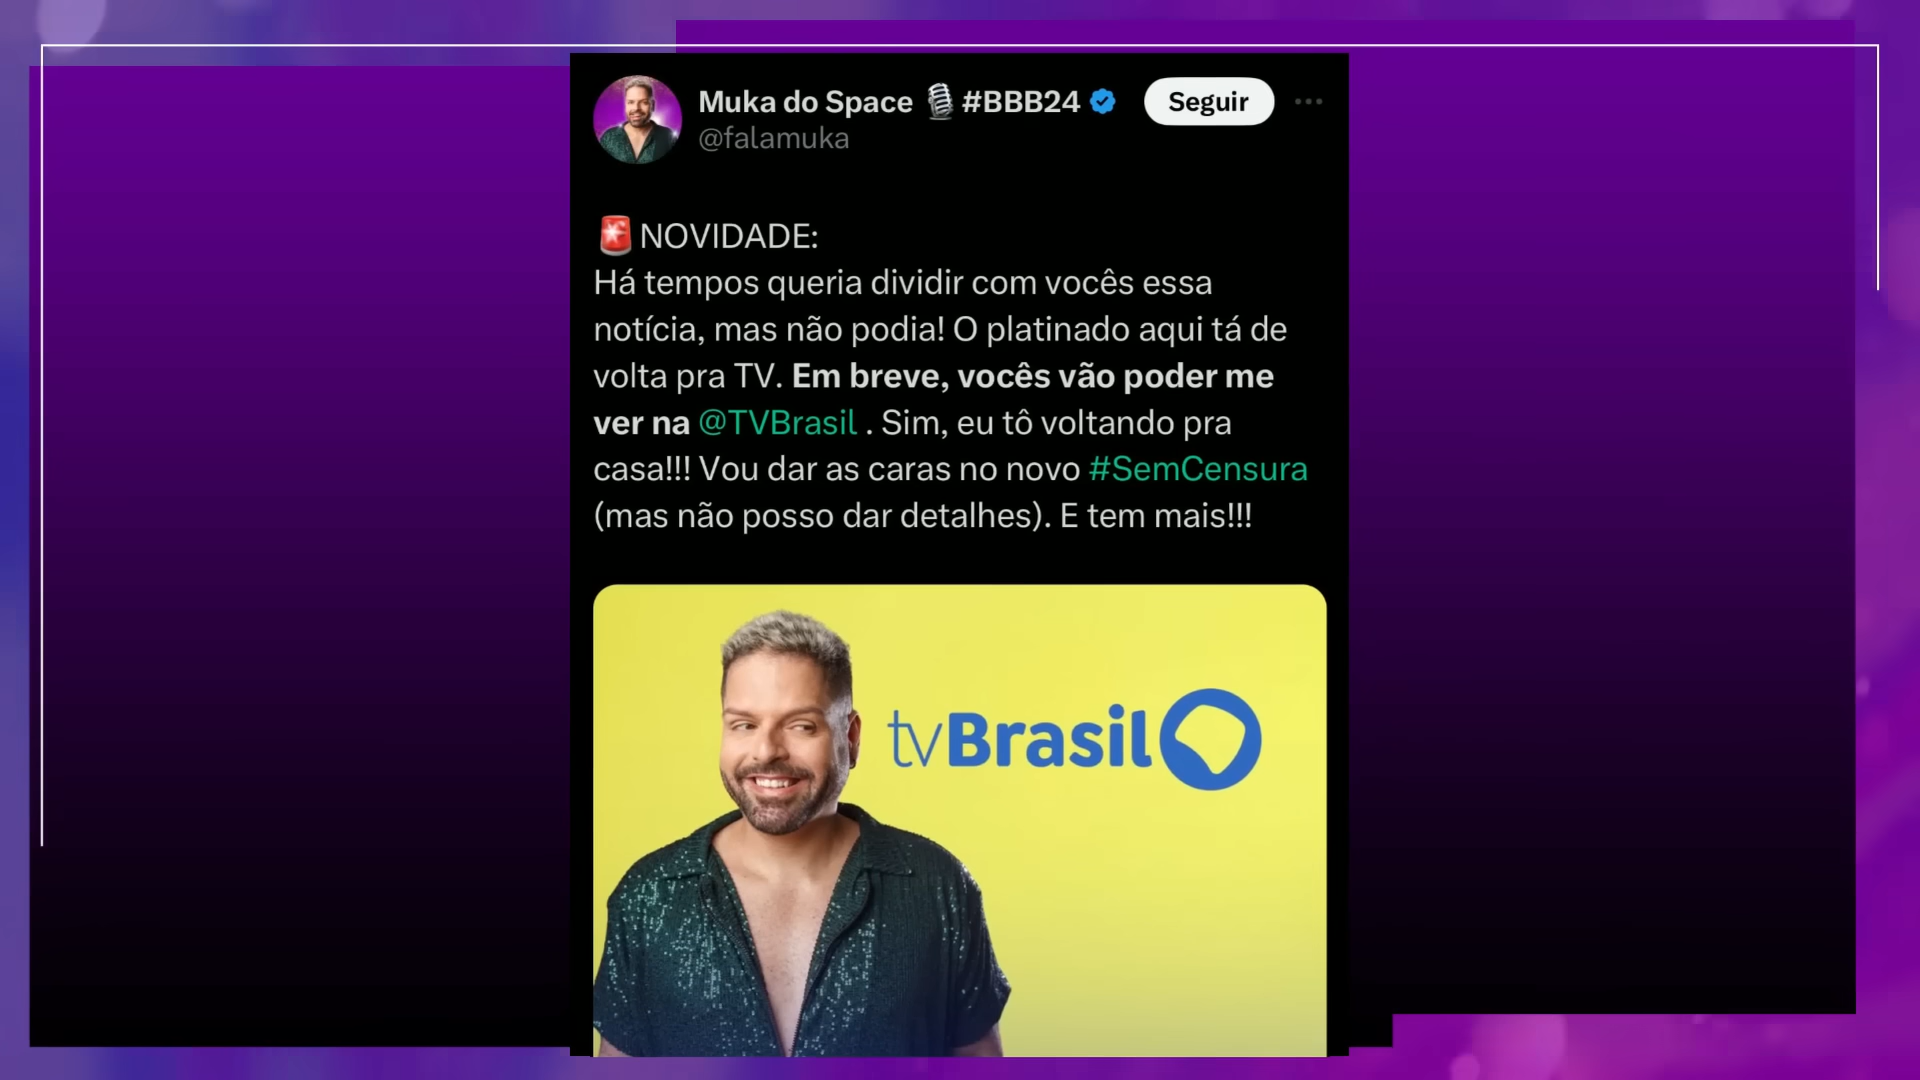 Muka do Space 🎙️ #BBB24
Seguir
@falamuka
🚨NOVIDADE:
Há tempos queria dividir com vocês essa
notícia, mas não podia! O platinado aqui tá de
volta pra TV. Em breve, vocês vão poder me
ver na @TVBrasil . Sim, eu tô voltando pra
casa!!! Vou dar as caras no novo #SemCensura
(mas não posso dar detalhes). E tem mais!!!
tvBrasil